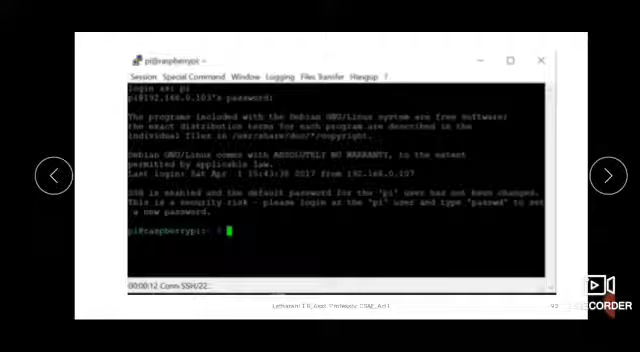 pi@raspberrypi: ~
Session Special Command Window Logging Files Transfer Hangup ?
login as: pi
pi@192.168.0.103's password:
The programs included with the Debian GNU/Linux system are free software;
the exact distribution terms for each program are described in the
individual files in /usr/share/doc/*/copyright.
Debian GNU/Linux comes with ABSOLUTELY NO WARRANTY, to the extent
permitted by applicable law.
Last login: Sat Apr 1 15:43:38 2017 from 192.168.0.107
SSH is enabled and the default password for the 'pi' user has not been changed.
This is a security risk - please login as the 'pi' user and type 'passwd' to set
a new password.
pi@raspberrypi:~ $
00:00:12 Conn SSH/22
Asst. Professor
RECORDER